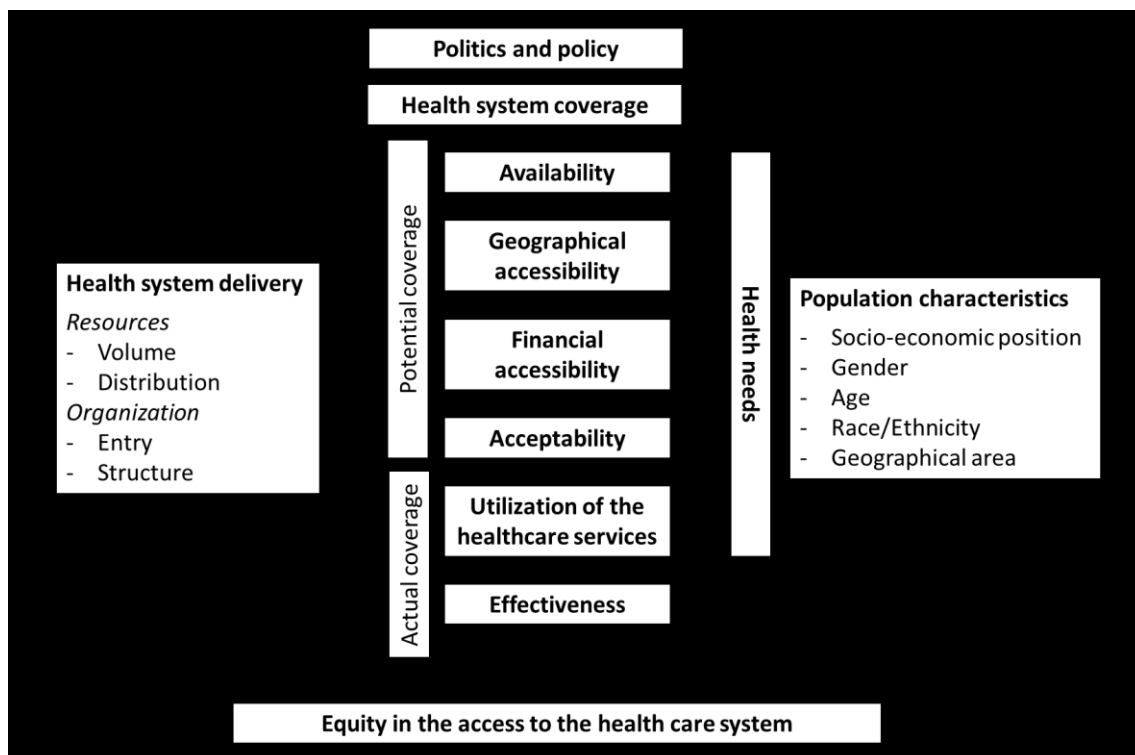 Politics and policy
Health system coverage
Potential coverage
Availability
Geographical
accessibility
Financial
accessibility
Acceptability
Actual coverage
Utilization of the
healthcare services
Effectiveness
Health system delivery
Resources
- Volume
- Distribution
Organization
- Entry
- Structure
Health needs
Population characteristics
- Socio-economic position
- Gender
- Age
- Race/Ethnicity
- Geographical area
Equity in the access to the health care system